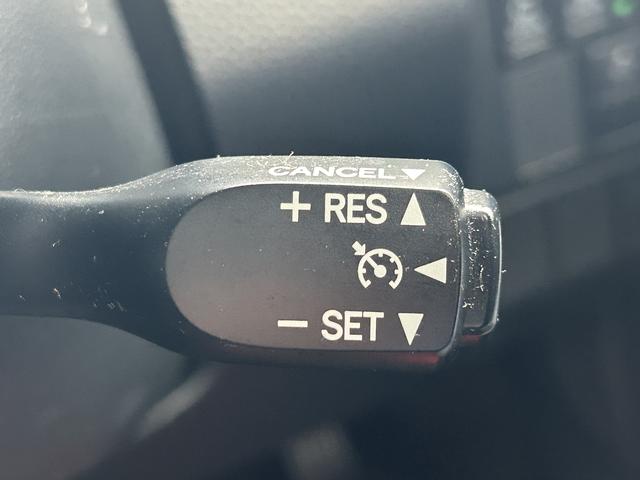 CANCEL ▼
+ RES ▲
◀
− SET ▼